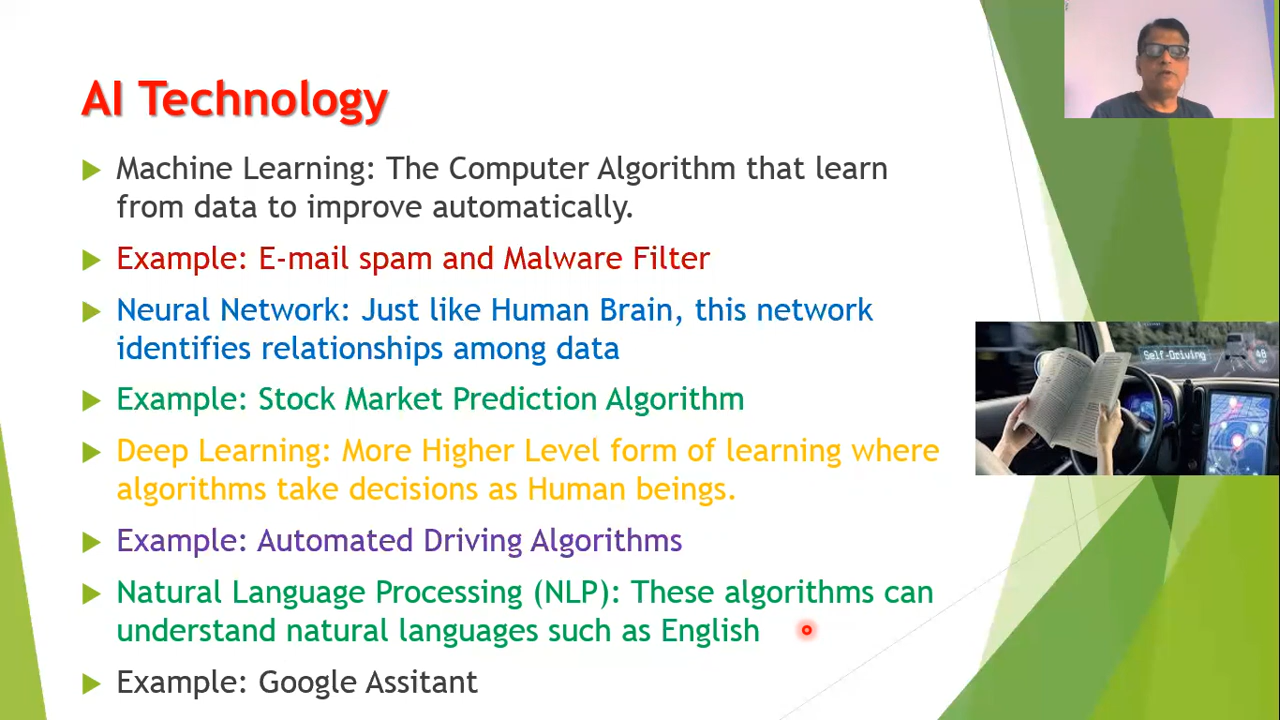 AI Technology
Machine Learning: The Computer Algorithm that learn
from data to improve automatically.
Example: E-mail spam and Malware Filter
Neural Network: Just like Human Brain, this network
identifies relationships among data
Example: Stock Market Prediction Algorithm
Deep Learning: More Higher Level form of learning where
algorithms take decisions as Human beings.
Example: Automated Driving Algorithms
Natural Language Processing (NLP): These algorithms can
understand natural languages such as English
Example: Google Assitant
Self-Driving
48